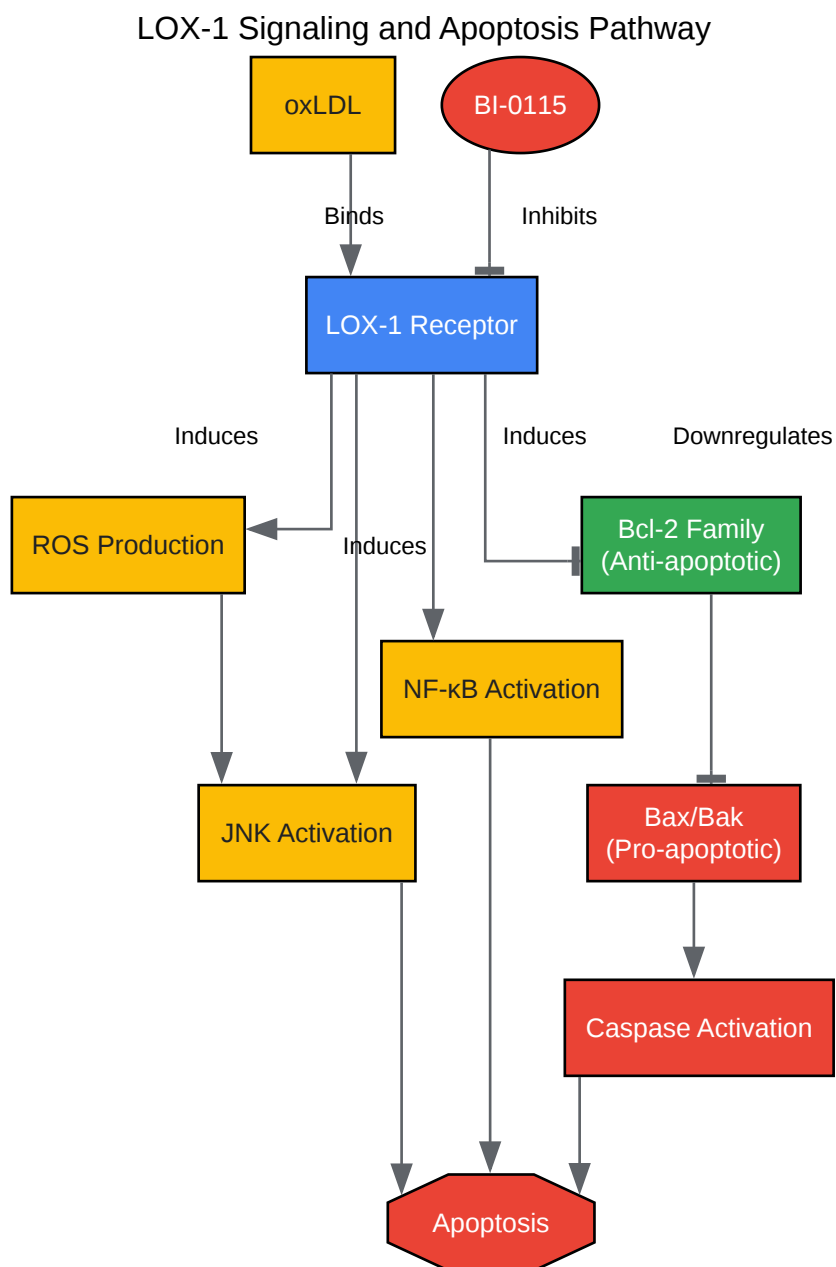 LOX-1 Signaling and Apoptosis Pathway
oxLDL
BI-0115
Binds
Inhibits
LOX-1 Receptor
Induces
Induces
Downregulates
ROS Production
Induces
Bcl-2 Family
(Anti-apoptotic)
NF-κB Activation
JNK Activation
Bax/Bak
(Pro-apoptotic)
Caspase Activation
Apoptosis